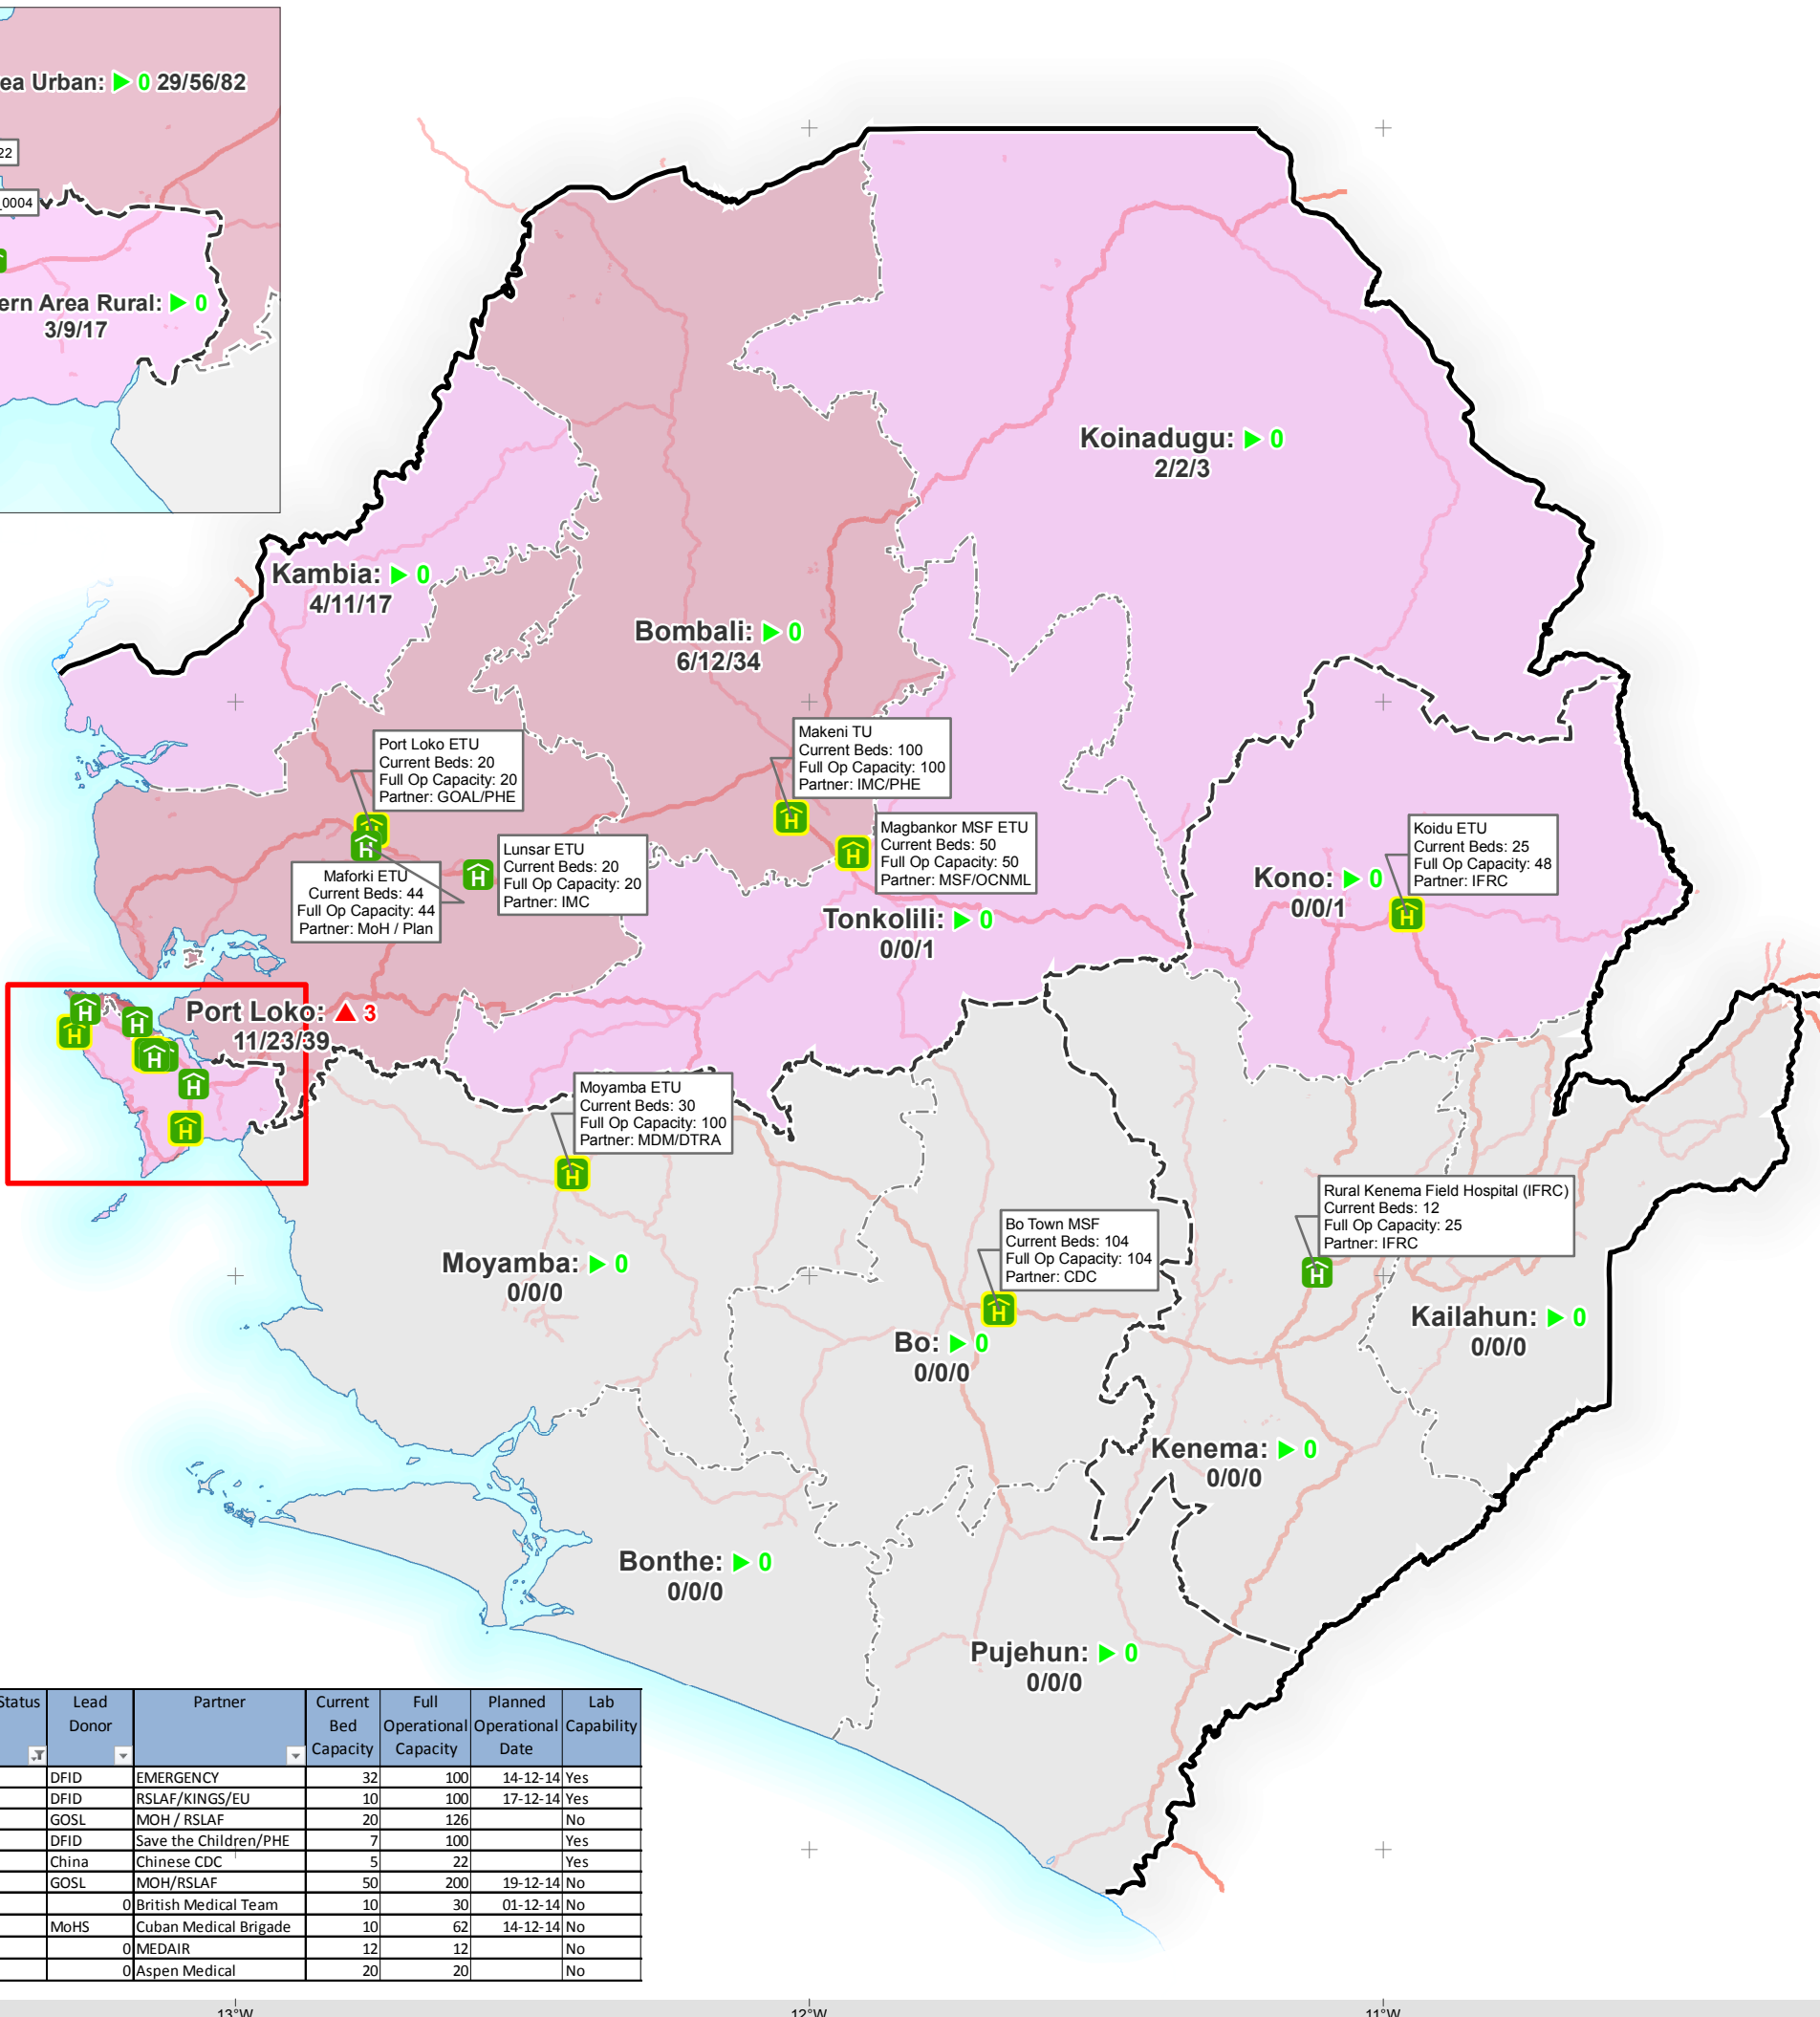 ea Urban: 0 29/56/82
22
_0004
ern Area Rural: 0
3/9/17
Koinadugu: 0
2/2/3
Kambia: 0
4/11/17
Bombali: 0
6/12/34
Port Loko ETU
Current Beds: 20
Full Op Capacity: 20
Partner: GOAL/PHE
Makeni TU
Current Beds: 100
Full Op Capacity: 100
Partner: IMC/PHE
Lunsar ETU
Current Beds: 20
Full Op Capacity: 20
Partner: IMC
Magbankor MSF ETU
Current Beds: 50
Full Op Capacity: 50
Partner: MSF/OCNML
Koidu ETU
Current Beds: 25
Full Op Capacity: 48
Partner: IFRC
Maforki ETU
Current Beds: 44
Full Op Capacity: 44
Partner: MoH / Plan
Kono: 0
0/0/1
Tonkolili: 0
0/0/1
Port Loko: 3
11/23/39
Moyamba ETU
Current Beds: 30
Full Op Capacity: 100
Partner: MDM/DTRA
Rural Kenema Field Hospital (IFRC)
Current Beds: 12
Full Op Capacity: 25
Partner: IFRC
Bo Town MSF
Current Beds: 104
Full Op Capacity: 104
Partner: CDC
Moyamba: 0
0/0/0
Bo: 0
0/0/0
Kailahun: 0
0/0/0
Kenema: 0
0/0/0
Bonthe: 0
0/0/0
Pujehun: 0
0/0/0
Status Lead Donor Partner Current Bed Capacity Full Operational Capacity Planned Operational Date Lab Capability
DFID EMERGENCY 32 100 14-12-14 Yes
DFID RSLAF/KINGS/EU 10 100 17-12-14 Yes
GOSL MOH / RSLAF 20 126 No
DFID Save the Children/PHE 7 100 Yes
China Chinese CDC 5 22 Yes
GOSL MOH/RSLAF 50 200 19-12-14 No
0 British Medical Team 10 30 01-12-14 No
MoHS Cuban Medical Brigade 10 62 14-12-14 No
0 MEDAIR 12 12 No
0 Aspen Medical 20 20 No
13°W 12°W 11°W